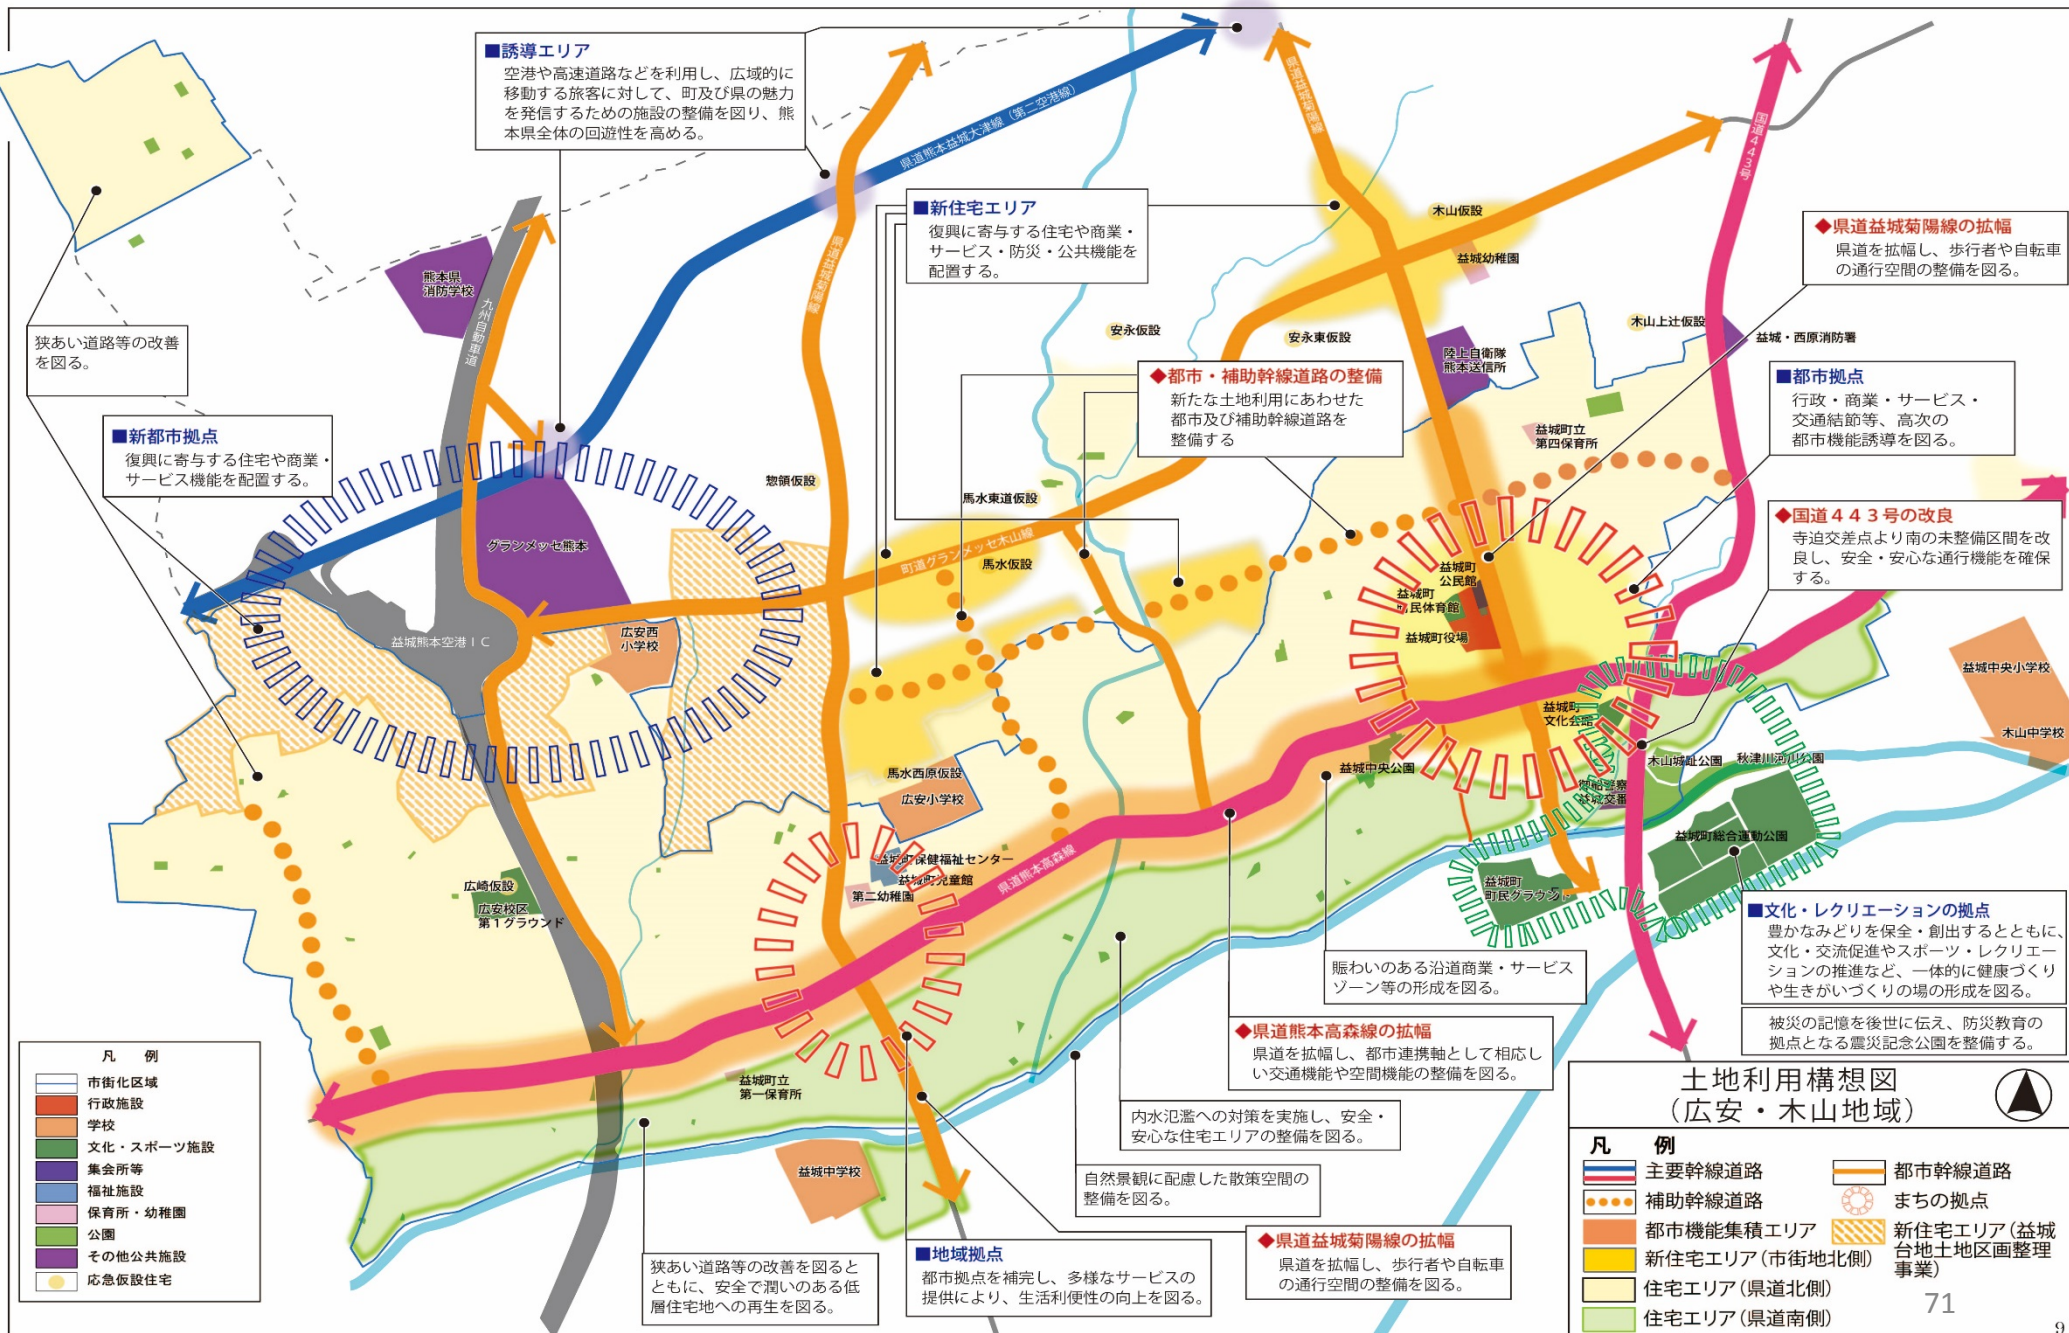 ■誘導エリア
空港や高速道路などを利用し、広域的に
移動する旅客に対して、町及び県の魅力
を発信するための施設の整備を図り、熊
本県全体の回遊性を高める。
県道熊本益城大津線（第二空港線）
県道益城菊陽線
国道443号
■新住宅エリア
復興に寄与する住宅や商業・
サービス・防災・公共機能を
配置する。
木山仮設
益城幼稚園
◆県道益城菊陽線の拡幅
県道を拡幅し、歩行者や自転車
の通行空間の整備を図る。
熊本県
消防学校
九州自動車道
狭あい道路等の改善
を図る。
安永仮設
安永東仮設
木山上辻仮設
益城・西原消防署
陸上自衛隊
熊本送信所
◆都市・補助幹線道路の整備
新たな土地利用にあわせた
都市及び補助幹線道路を
整備する
■都市拠点
行政・商業・サービス・
交通結節等、高次の
都市機能誘導を図る。
■新都市拠点
復興に寄与する住宅や商業・
サービス機能を配置する。
益城町立
第四保育所
惣領仮設
馬水東道仮設
◆国道４４３号の改良
寺迫交差点より南の未整備区間を改
良し、安全・安心な通行機能を確保
する。
グランメッセ熊本
町道グランメッセ木山線
馬水仮設
益城町
公民館
益城町
町民体育館
益城町役場
益城熊本空港ＩＣ
広安西
小学校
益城中央小学校
益城町
文化会館
木山中学校
木山城址公園
秋津川河川公園
益城中央公園
馬水西原仮設
広安小学校
御船警察
益城交番
益城町総合運動公園
県道熊本高森線
益城町保健福祉センター
益城町児童館
第二幼稚園
広崎仮設
広安校区
第１グラウンド
益城町
町民グラウンド
■文化・レクリエーションの拠点
豊かなみどりを保全・創出するとともに、
文化・交流促進やスポーツ・レクリエー
ションの推進など、一体的に健康づくり
や生きがいづくりの場の形成を図る。
被災の記憶を後世に伝え、防災教育の
拠点となる震災記念公園を整備する。
賑わいのある沿道商業・サービス
ゾーン等の形成を図る。
◆県道熊本高森線の拡幅
県道を拡幅し、都市連携軸として相応し
い交通機能や空間機能の整備を図る。
益城町立
第一保育所
内水氾濫への対策を実施し、安全・
安心な住宅エリアの整備を図る。
益城中学校
自然景観に配慮した散策空間の
整備を図る。
◆県道益城菊陽線の拡幅
県道を拡幅し、歩行者や自転車
の通行空間の整備を図る。
■地域拠点
都市拠点を補完し、多様なサービスの
提供により、生活利便性の向上を図る。
狭あい道路等の改善を図ると
ともに、安全で潤いのある低
層住宅地への再生を図る。
凡　例
市街化区域
行政施設
学校
文化・スポーツ施設
集会所等
福祉施設
保育所・幼稚園
公園
その他公共施設
応急仮設住宅
土地利用構想図
（広安・木山地域）
凡　例
主要幹線道路
都市幹線道路
補助幹線道路
まちの拠点
都市機能集積エリア
新住宅エリア（益城
台地土地区画整理
事業）
新住宅エリア（市街地北側）
住宅エリア（県道北側）
住宅エリア（県道南側）
71
9